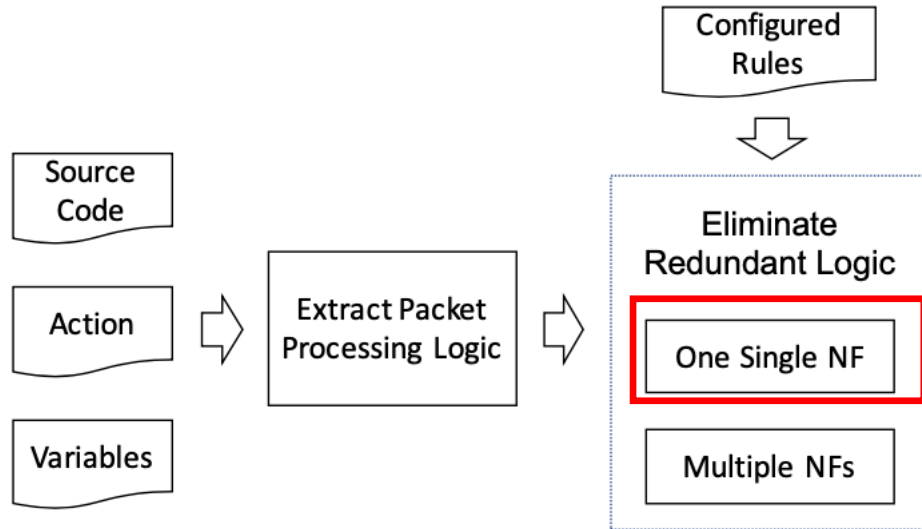 Configured
Rules
Source
Code
Action
Variables
Extract Packet
Processing Logic
Eliminate
Redundant Logic
One Single NF
Multiple NFs